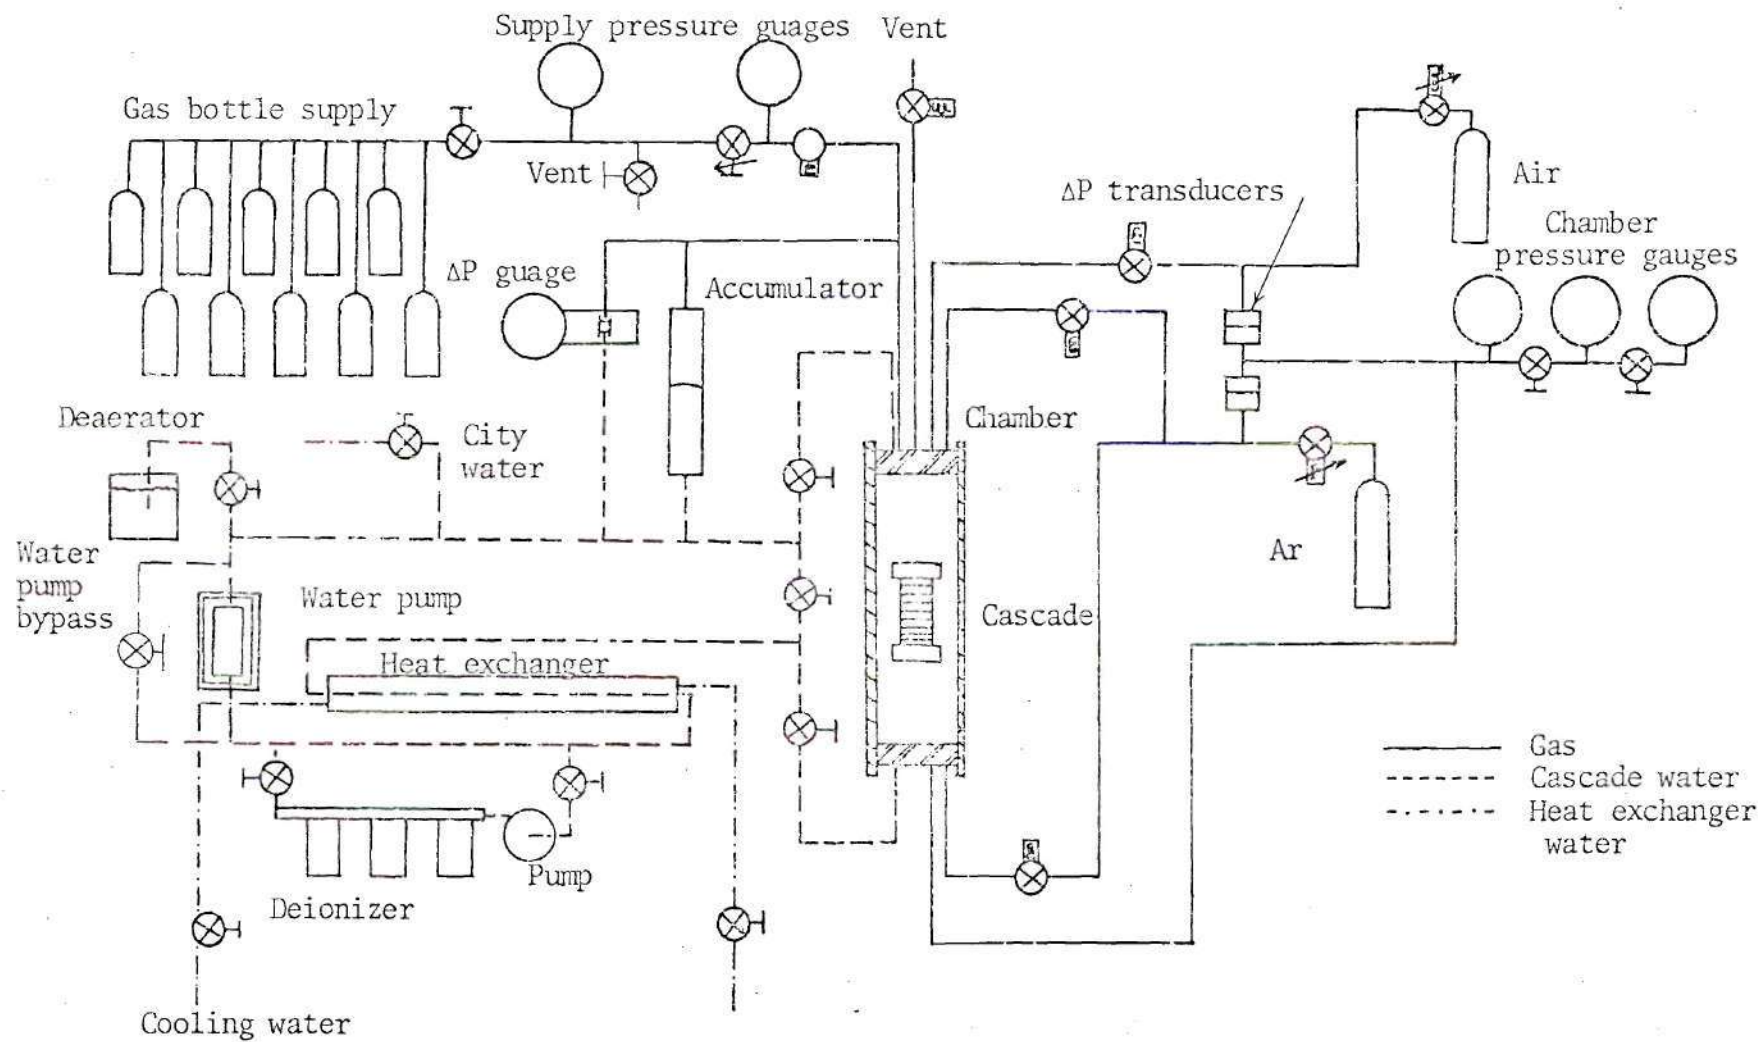 Supply pressure guages
Vent
Gas bottle supply
Vent
ΔP transducers
Air
Chamber
pressure gauges
ΔP guage
Accumulator
Deaerator
City
water
Chamber
Water
pump
bypass
Water pump
Ar
Cascade
Heat exchanger
Gas
Cascade water
Heat exchanger
water
Pump
Deionizer
Cooling water